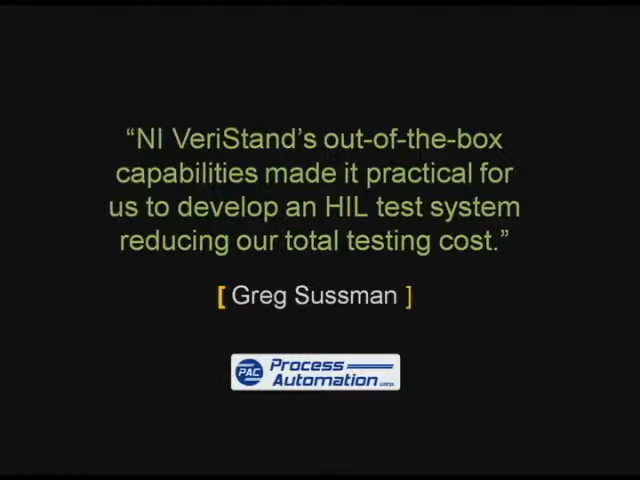 “NI VeriStand’s out-of-the-box
capabilities made it practical for
us to develop an HIL test system
reducing our total testing cost.”
[ Greg Sussman ]
PAC Process
Automation corp.